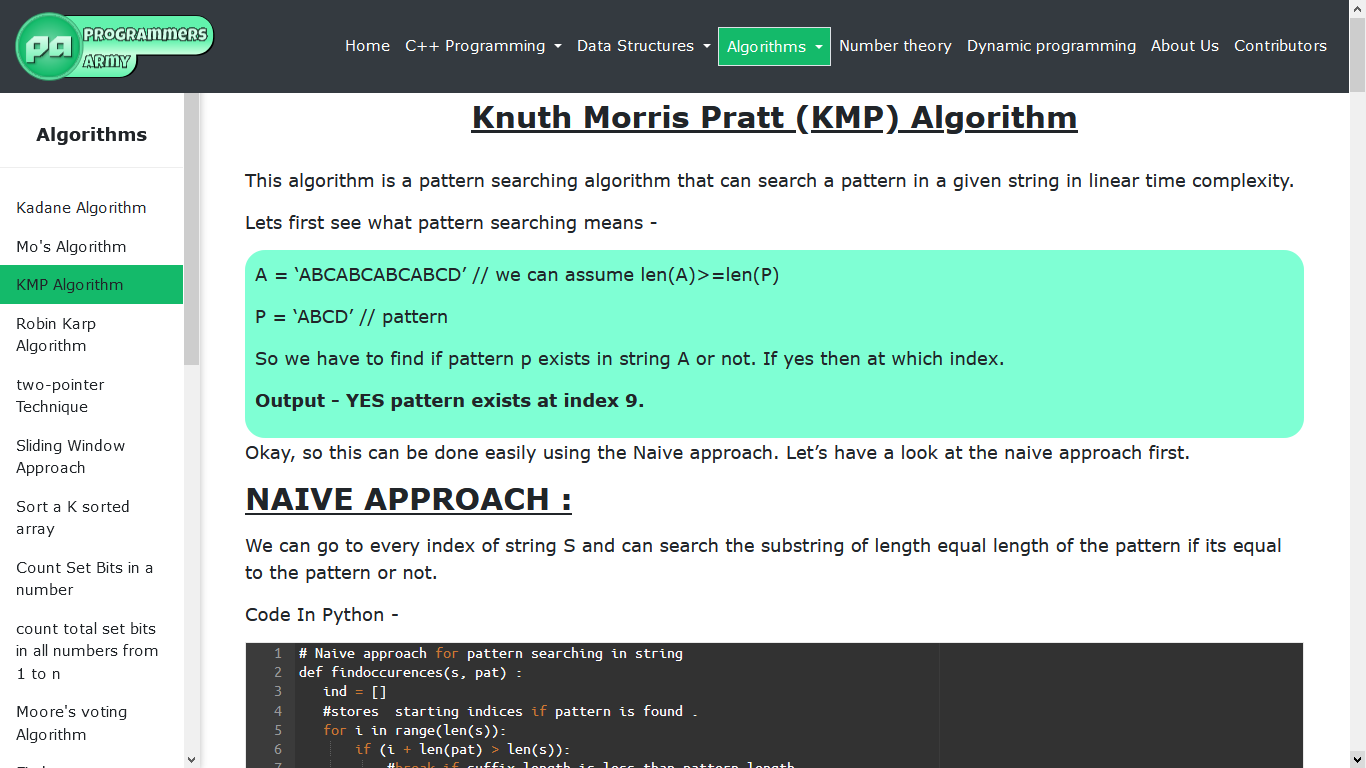 PROGRAMMERS
ARMY
pa
Home C++ Programming Data Structures Algorithms Number theory Dynamic programming About Us Contributors
Algorithms
Kadane Algorithm
Mo's Algorithm
KMP Algorithm
Robin Karp
Algorithm
two-pointer
Technique
Sliding Window
Approach
Sort a K sorted
array
Count Set Bits in a
number
count total set bits
in all numbers from
1 to n
Moore's voting
Algorithm
Knuth Morris Pratt (KMP) Algorithm
This algorithm is a pattern searching algorithm that can search a pattern in a given string in linear time complexity.
Lets first see what pattern searching means -
A = ‘ABCABCABCABCD’ // we can assume len(A)>=len(P)
P = ‘ABCD’ // pattern
So we have to find if pattern p exists in string A or not. If yes then at which index.
Output - YES pattern exists at index 9.
Okay, so this can be done easily using the Naive approach. Let’s have a look at the naive approach first.
NAIVE APPROACH :
We can go to every index of string S and can search the substring of length equal length of the pattern if its equal
to the pattern or not.
Code In Python -
1 # Naive approach for pattern searching in string
2 def findoccurences(s, pat) :
3 ind = []
4 #stores  starting indices if pattern is found .
5 for i in range(len(s)):
6 if (i + len(pat) > len(s)):
7 #break if suffix length is less than pattern length